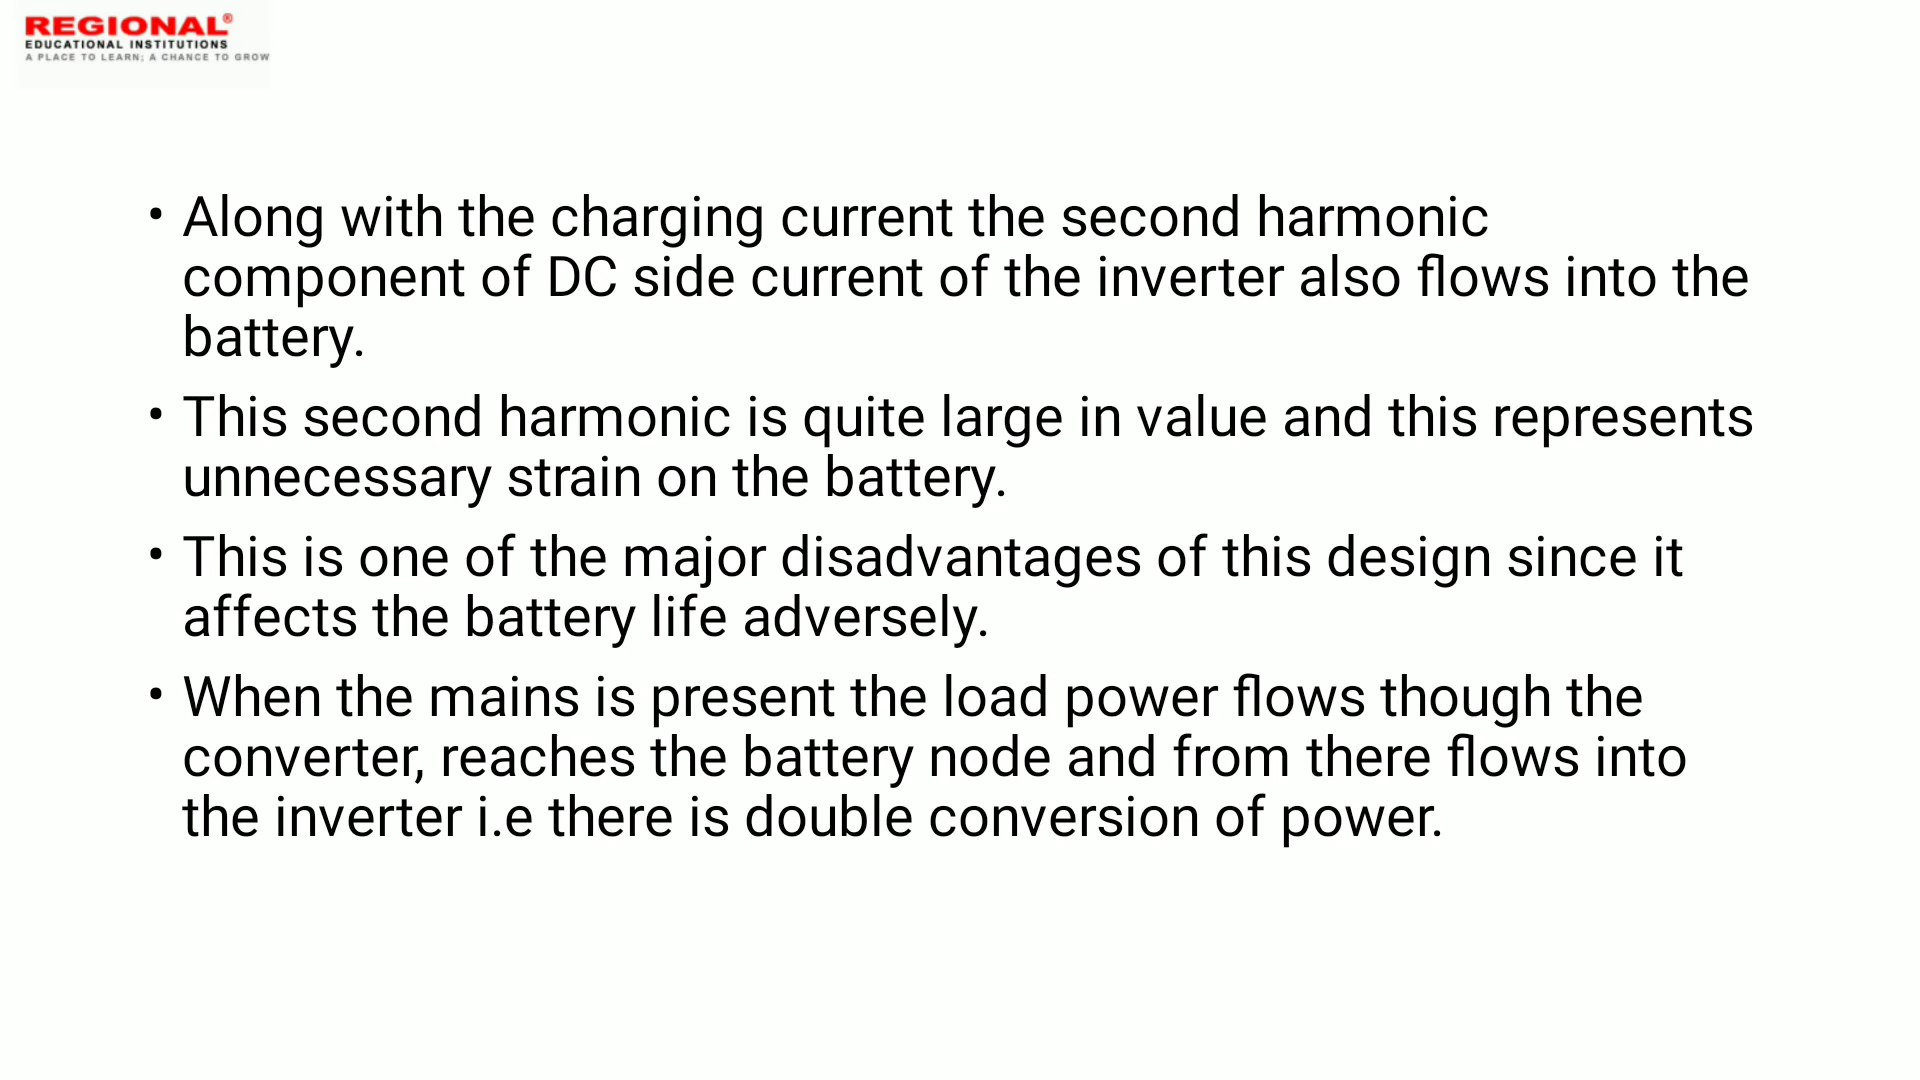 REGIONAL®
EDUCATIONAL INSTITUTIONS
A PLACE TO LEARN; A CHANCE TO GROW
• Along with the charging current the second harmonic
component of DC side current of the inverter also flows into the
battery.
• This second harmonic is quite large in value and this represents
unnecessary strain on the battery.
• This is one of the major disadvantages of this design since it
affects the battery life adversely.
• When the mains is present the load power flows though the
converter, reaches the battery node and from there flows into
the inverter i.e there is double conversion of power.